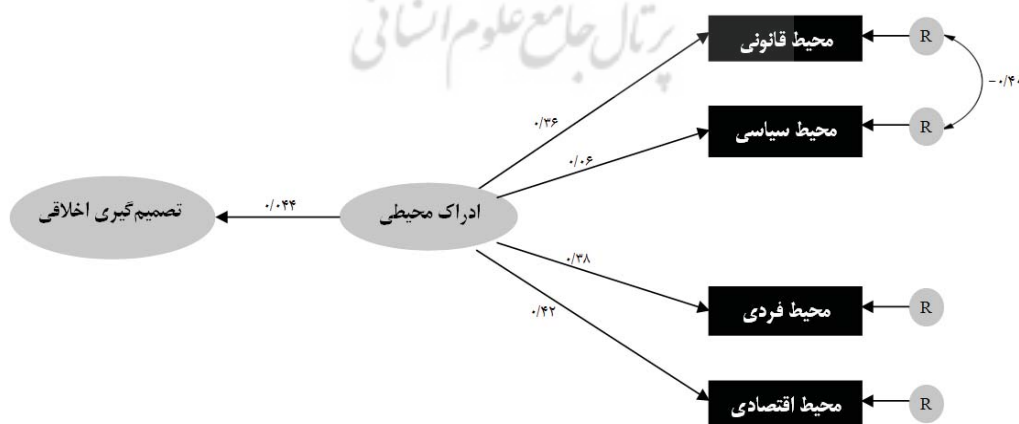 پرتال جامع علوم انسانی
محیط قانونی
R
-۰/۴۰
۰/۳۶
محیط سیاسی
R
۰/۰۶
تصمیم‌گیری اخلاقی
۰/۰۴۴
ادراک محیطی
۰/۳۸
محیط فردی
R
۰/۴۲
محیط اقتصادی
R